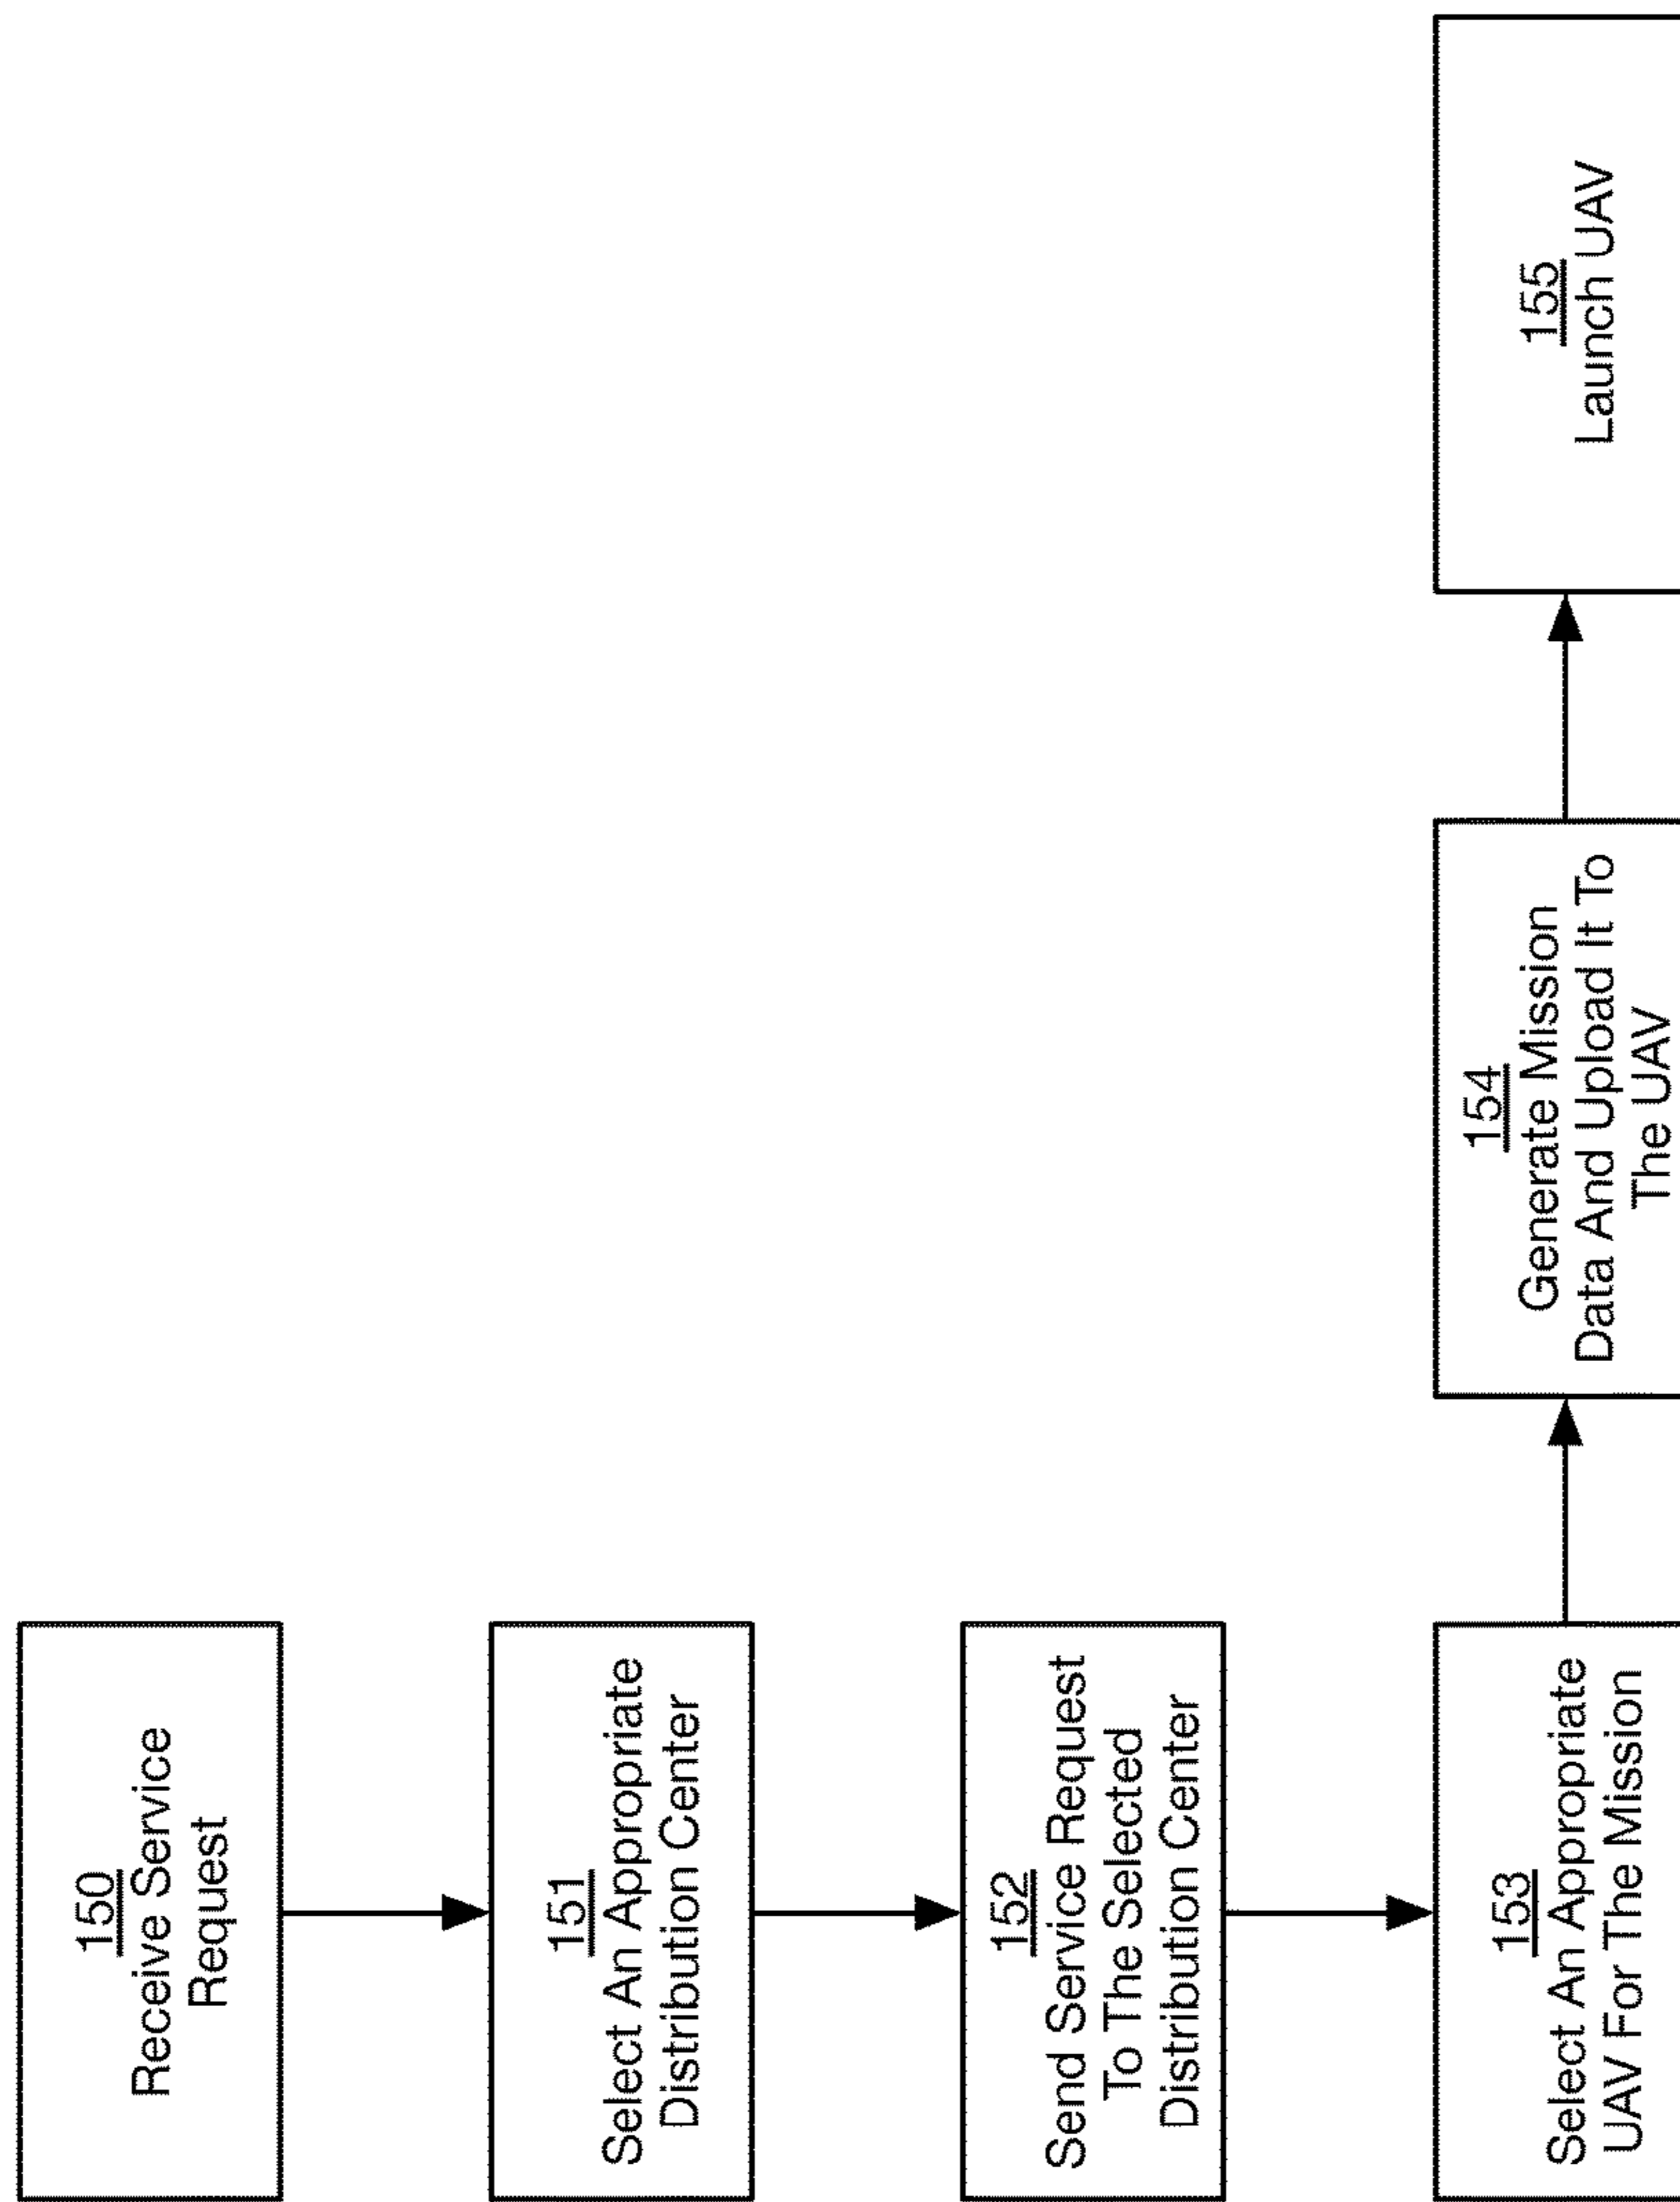 150
Receive Service
Request
151
Select An Appropriate
Distribution Center
152
Send Service Request
To The Selected
Distribution Center
153
Select An Appropriate
UAV For The Mission
154
Generate Mission
Data And Upload It To
The UAV
155
Launch UAV